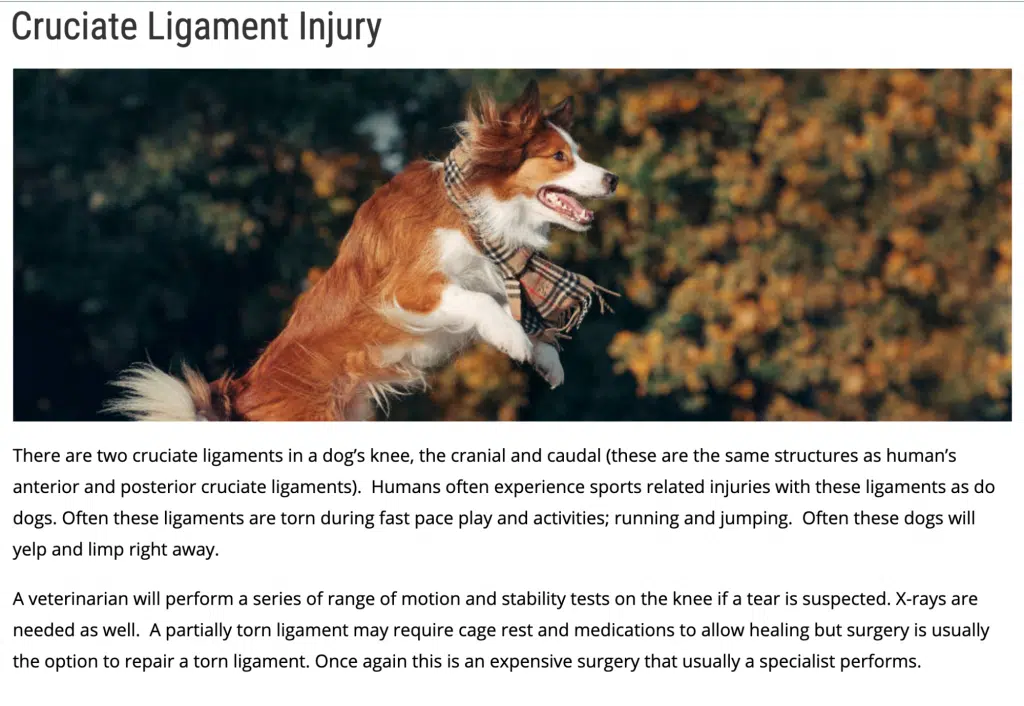 Cruciate Ligament Injury
There are two cruciate ligaments in a dog’s knee, the cranial and caudal (these are the same structures as human’s
anterior and posterior cruciate ligaments).  Humans often experience sports related injuries with these ligaments as do
dogs. Often these ligaments are torn during fast pace play and activities; running and jumping.  Often these dogs will
yelp and limp right away.
A veterinarian will perform a series of range of motion and stability tests on the knee if a tear is suspected. X-rays are
needed as well.  A partially torn ligament may require cage rest and medications to allow healing but surgery is usually
the option to repair a torn ligament. Once again this is an expensive surgery that usually a specialist performs.